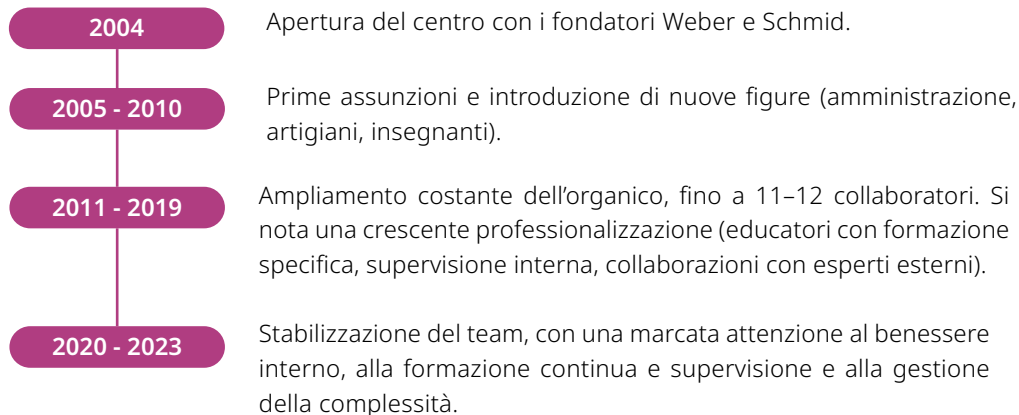 2004
Apertura del centro con i fondatori Weber e Schmid.
2005 - 2010
Prime assunzioni e introduzione di nuove figure (amministrazione,
artigiani, insegnanti).
2011 - 2019
Ampliamento costante dell’organico, fino a 11–12 collaboratori. Si
nota una crescente professionalizzazione (educatori con formazione
specifica, supervisione interna, collaborazioni con esperti esterni).
2020 - 2023
Stabilizzazione del team, con una marcata attenzione al benessere
interno, alla formazione continua e supervisione e alla gestione
della complessità.